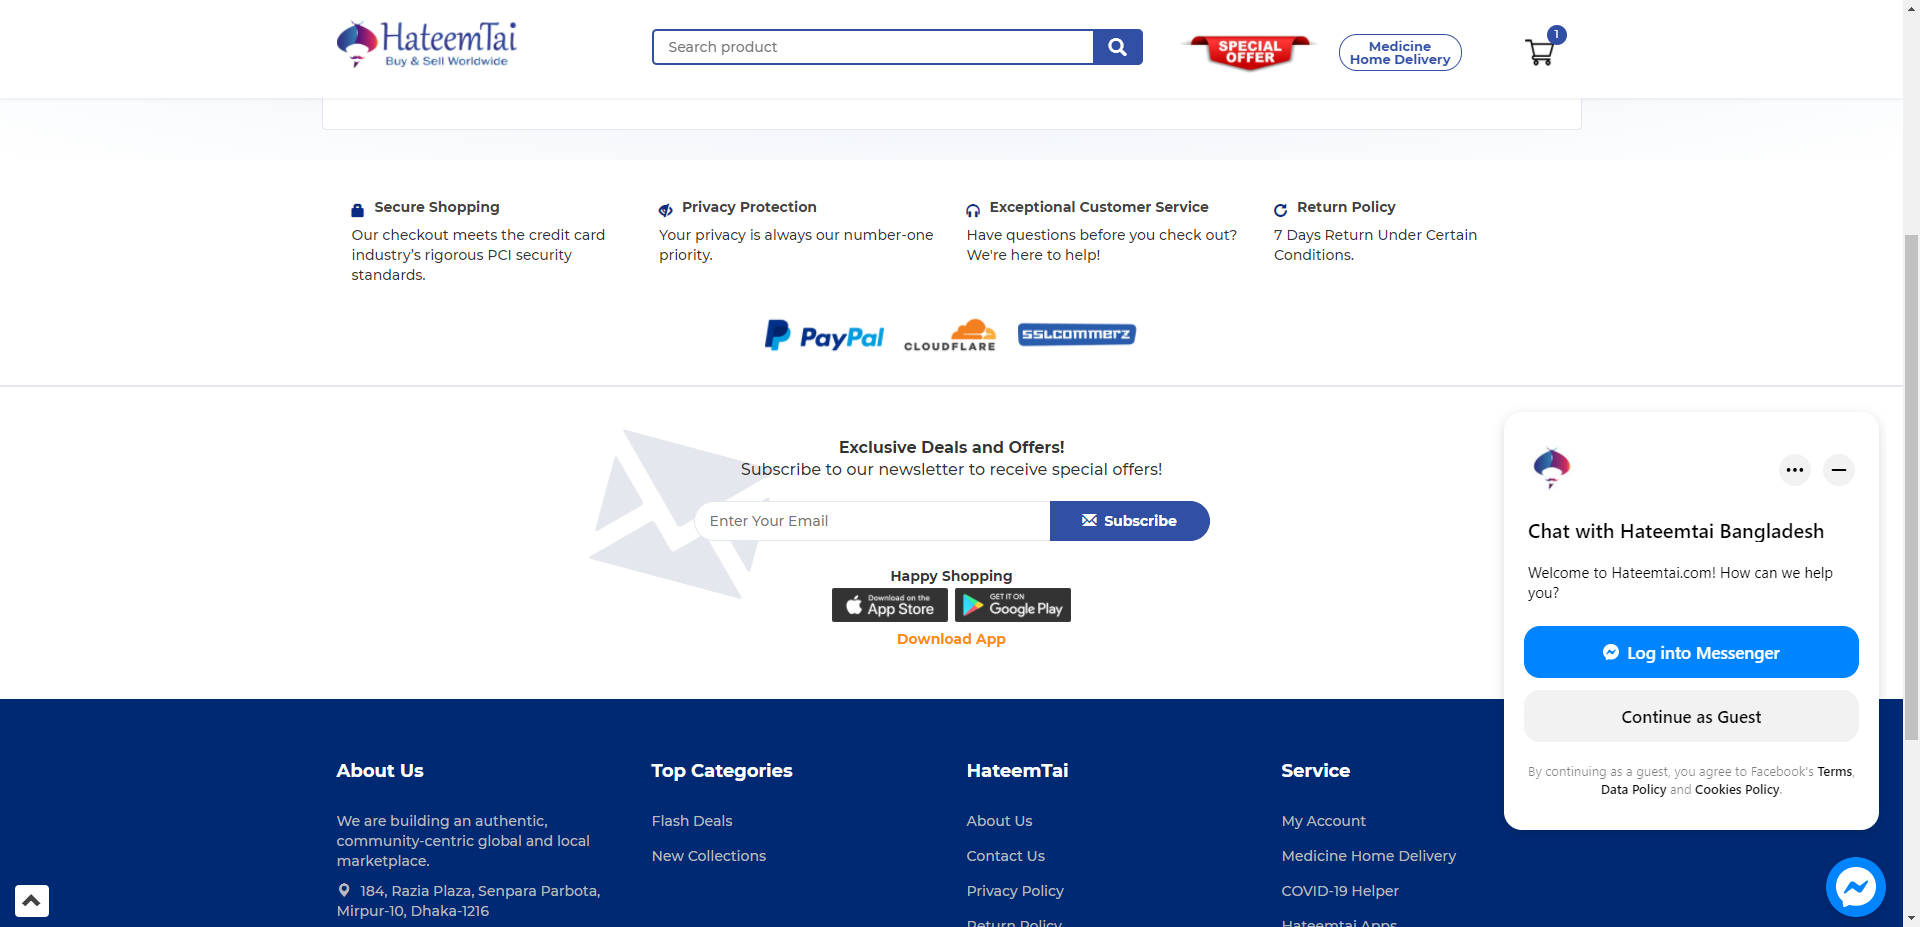 HateemTai
Buy & Sell Worldwide
Search product
SPECIAL
OFFER
Medicine
Home Delivery
1
Secure Shopping
Our checkout meets the credit card
industry's rigorous PCI security
standards.
Privacy Protection
Your privacy is always our number-one
priority.
Exceptional Customer Service
Have questions before you check out?
We're here to help!
Return Policy
7 Days Return Under Certain
Conditions.
PayPal
CLOUDFLARE
SSLCOMMERZ
Exclusive Deals and Offers!
Subscribe to our newsletter to receive special offers!
Enter Your Email
Subscribe
Happy Shopping
Download on the
App Store
GET IT ON
Google Play
Download App
Chat with Hateemtai Bangladesh
Welcome to Hateemtai.com! How can we help
you?
Log into Messenger
Continue as Guest
By continuing as a guest, you agree to Facebook's Terms,
Data Policy and Cookies Policy.
About Us
We are building an authentic,
community-centric global and local
marketplace.
184, Razia Plaza, Senpara Parbota,
Mirpur-10, Dhaka-1216
Top Categories
Flash Deals
New Collections
HateemTai
About Us
Contact Us
Privacy Policy
Return Policy
Service
My Account
Medicine Home Delivery
COVID-19 Helper
Hateemtai Apps